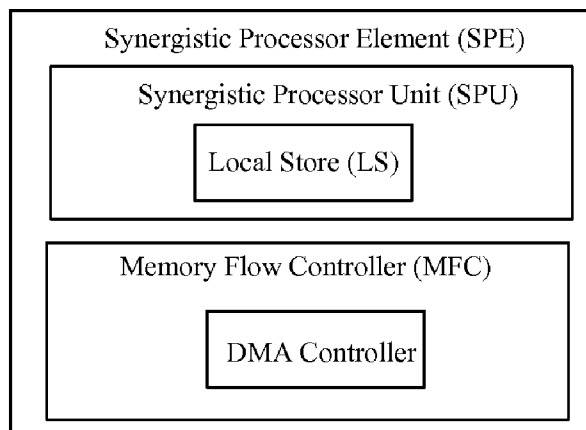 Synergistic Processor Element (SPE)
Synergistic Processor Unit (SPU)
Local Store (LS)
Memory Flow Controller (MFC)
DMA Controller